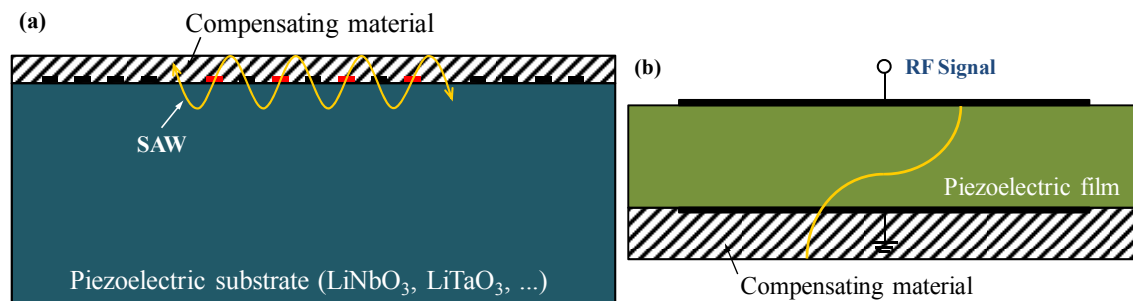 (a)
Compensating material
SAW
Piezoelectric substrate (LiNbO₃, LiTaO₃, ...)
(b)
RF Signal
Piezoelectric film
Compensating material